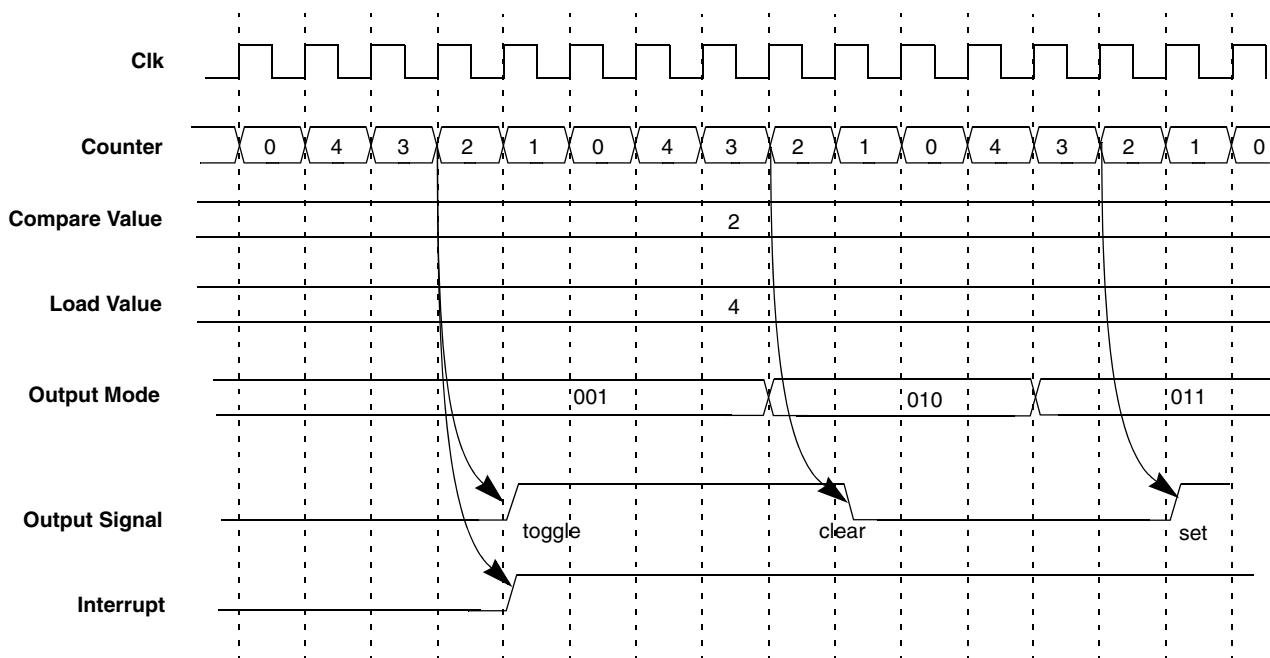 Clk
Counter 0 4 3 2 1 0 4 3 2 1 0 4 3 2 1 0
Compare Value 2
Load Value 4
Output Mode 001 010 011
Output Signal toggle clear set
Interrupt